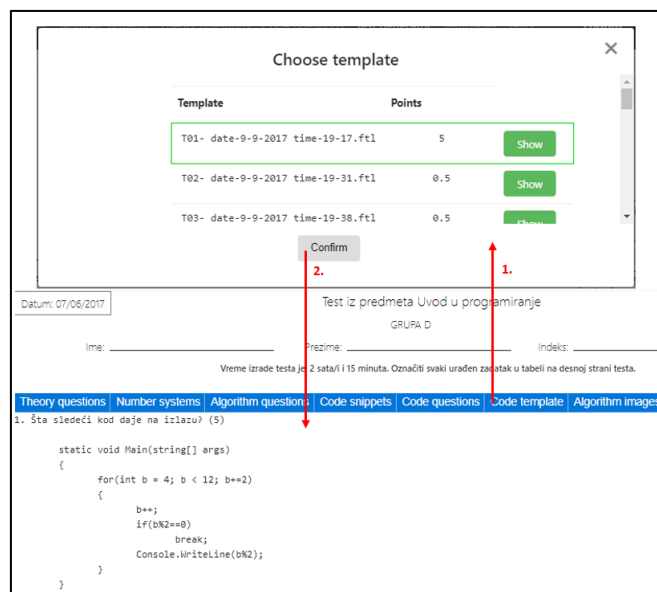 Choose template
×
Template Points
T01- date-9-9-2017 time-19-17.ftl 5 Show
T02- date-9-9-2017 time-19-31.ftl 0.5 Show
T03- date-9-9-2017 time-19-38.ftl 0.5 Show
Confirm
2. 1.
Datum: 07/06/2017 Test iz predmeta Uvod u programiranje
GRUPA D
Ime: Prezime: Indeks:
Vreme izrade testa je 2 sata/i i 15 minuta. Označiti svaki urađen zadatak u tabeli na desnoj strani testa.
Theory questions Number systems Algorithm questions Code snippets Code questions Code template Algorithm images
1. Šta sledeći kod daje na izlazu? (5)
static void Main(string[] args)
{
for(int b = 4; b < 12; b+=2)
{
b++;
if(b%2==0)
break;
Console.WriteLine(b%2);
}
}